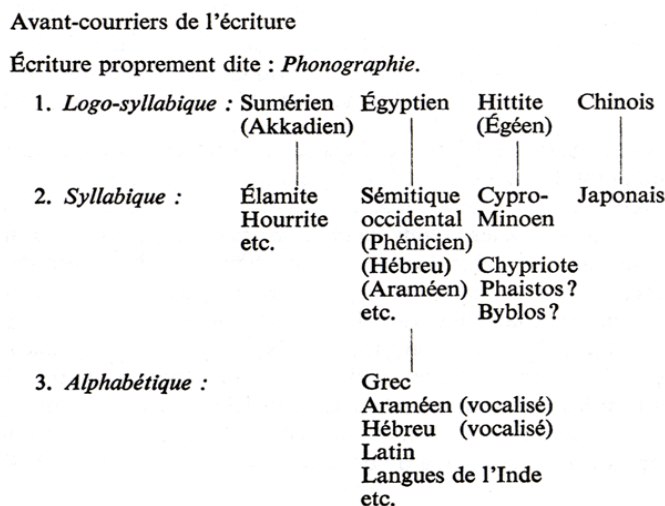 Avant-courriers de l’écriture
Écriture proprement dite : Phonographie.
1. Logo-syllabique : Sumérien Égyptien Hittite Chinois
(Akkadien) (Égéen)
2. Syllabique : Élamite Sémitique Cypro- Japonais
Hourrite occidental Minoen
etc. (Phénicien)
(Hébreu) Chypriote
(Araméen) Phaistos ?
etc. Byblos ?
3. Alphabétique : Grec
Araméen (vocalisé)
Hébreu (vocalisé)
Latin
Langues de l’Inde
etc.